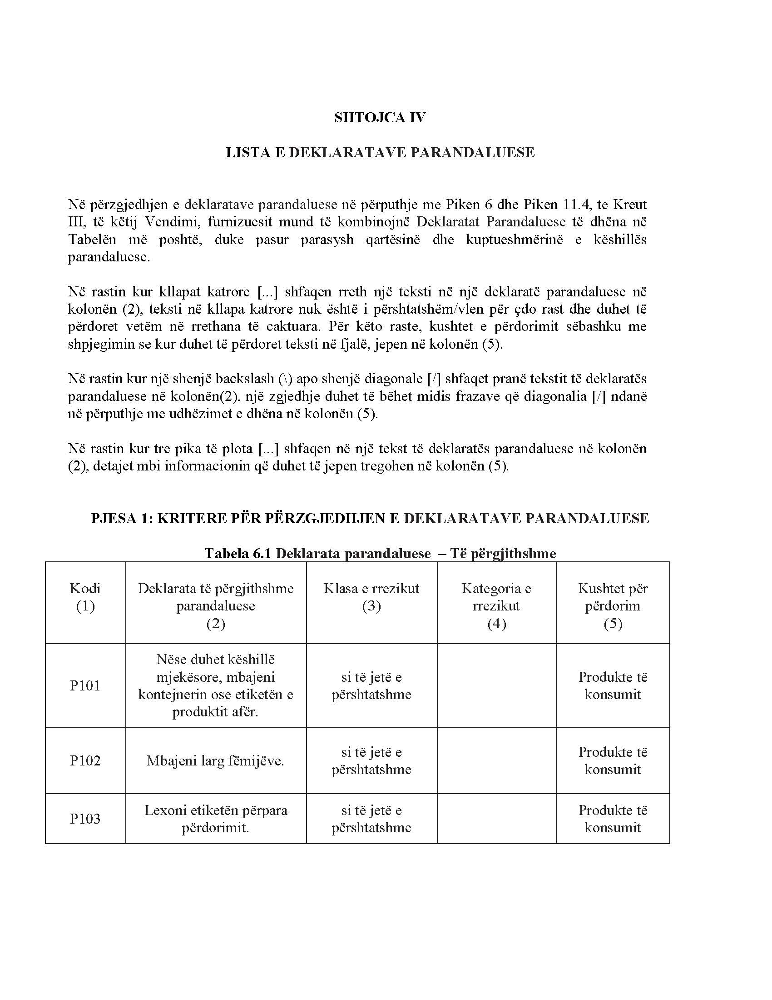 SHTOJCA IV
LISTA E DEKLARATAVE PARANDALUESE
Në përzgjedhjen e deklaratave parandaluese në përputhje me Piken 6 dhe Piken 11.4, te Kreut
III, të këtij Vendimi, furnizuesit mund të kombinojnë Deklaratat Parandaluese të dhëna në
Tabelën më poshtë, duke pasur parasysh qartësinë dhe kuptueshmërinë e këshillës
parandaluese.
Në rastin kur kllapat katrore [...] shfaqen rreth një teksti në një deklaratë parandaluese në
kolonën (2), teksti në kllapa katrore nuk është i përshtatshëm/vlen për çdo rast dhe duhet të
përdoret vetëm në rrethana të caktuara. Për këto raste, kushtet e përdorimit sëbashku me
shpjegimin se kur duhet të përdoret teksti në fjalë, jepen në kolonën (5).
Në rastin kur një shenjë backslash (\) apo shenjë diagonale [/] shfaqet pranë tekstit të deklaratës
parandaluese në kolonën(2), një zgjedhje duhet të bëhet midis frazave që diagonalia [/] ndanë
në përputhje me udhëzimet e dhëna në kolonën (5).
Në rastin kur tre pika të plota [...] shfaqen në një tekst të deklaratës parandaluese në kolonën
(2), detajet mbi informacionin që duhet të jepen tregohen në kolonën (5).
PJESA 1: KRITERE PËR PËRZGJEDHJEN E DEKLARATAVE PARANDALUESE
Tabela 6.1 Deklarata parandaluese – Të përgjithshme
Kodi
(1)
Deklarata të përgjithshme
parandaluese
(2)
Klasa e rrezikut
(3)
Kategoria e
rrezikut
(4)
Kushtet për
përdorim
(5)
P101
Nëse duhet këshillë
mjekësore, mbajeni
kontejnerin ose etiketën e
produktit afër.
si të jetë e
përshtatshme
Produkte të
konsumit
P102
Mbajeni larg fëmijëve.
si të jetë e
përshtatshme
Produkte të
konsumit
P103
Lexoni etiketën përpara
përdorimit.
si të jetë e
përshtatshme
Produkte të
konsumit